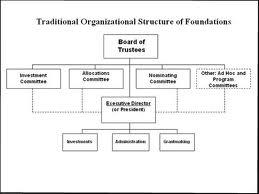 Traditional Organizational Structure of Foundations
Board of
Trustees
Investment
Committee
Allocations
Committee
Nominating
Committee
Other: Ad Hoc and
Program
Committees
Executive Director
(or President)
Investments
Administration
Grantmaking